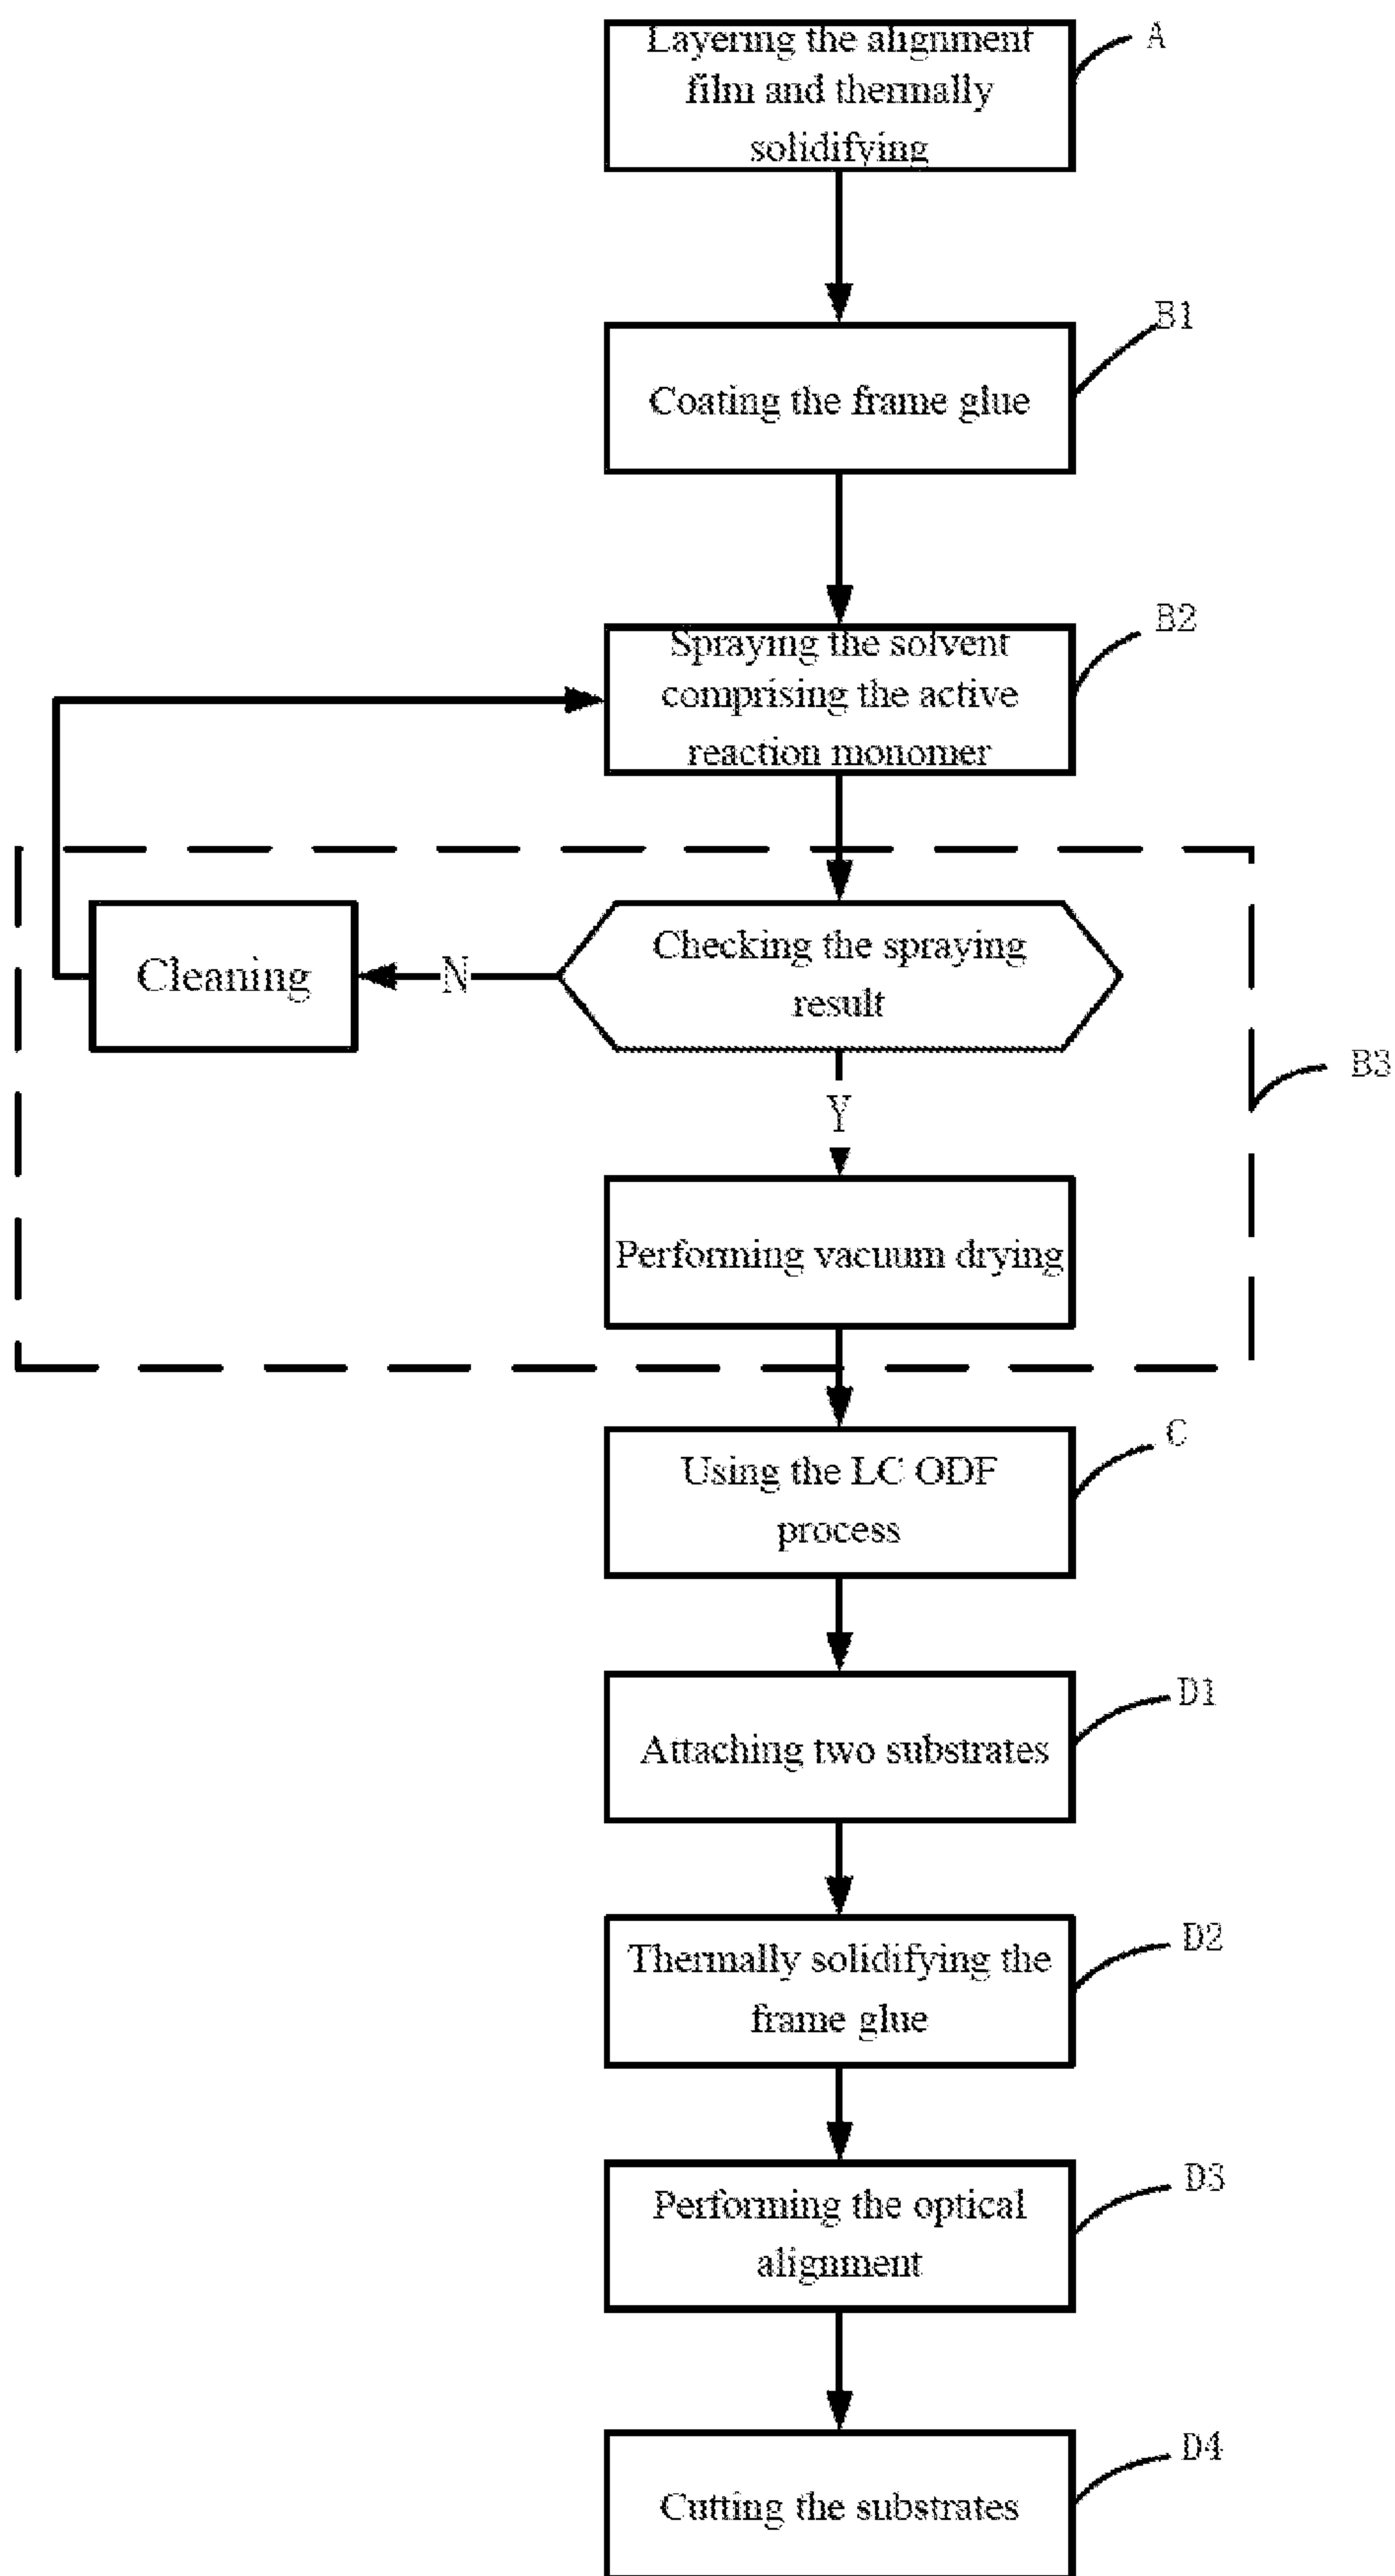 Layering the alignment
film and thermally
solidifying
A
Coating the frame glue
B1
Spraying the solvent
comprising the active
reaction monomer
B2
Checking the spraying
result
N
Cleaning
Y
B3
Performing vacuum drying
Using the LC ODF
process
C
Attaching two substrates
D1
Thermally solidifying the
frame glue
D2
Performing the optical
alignment
D3
Cutting the substrates
D4